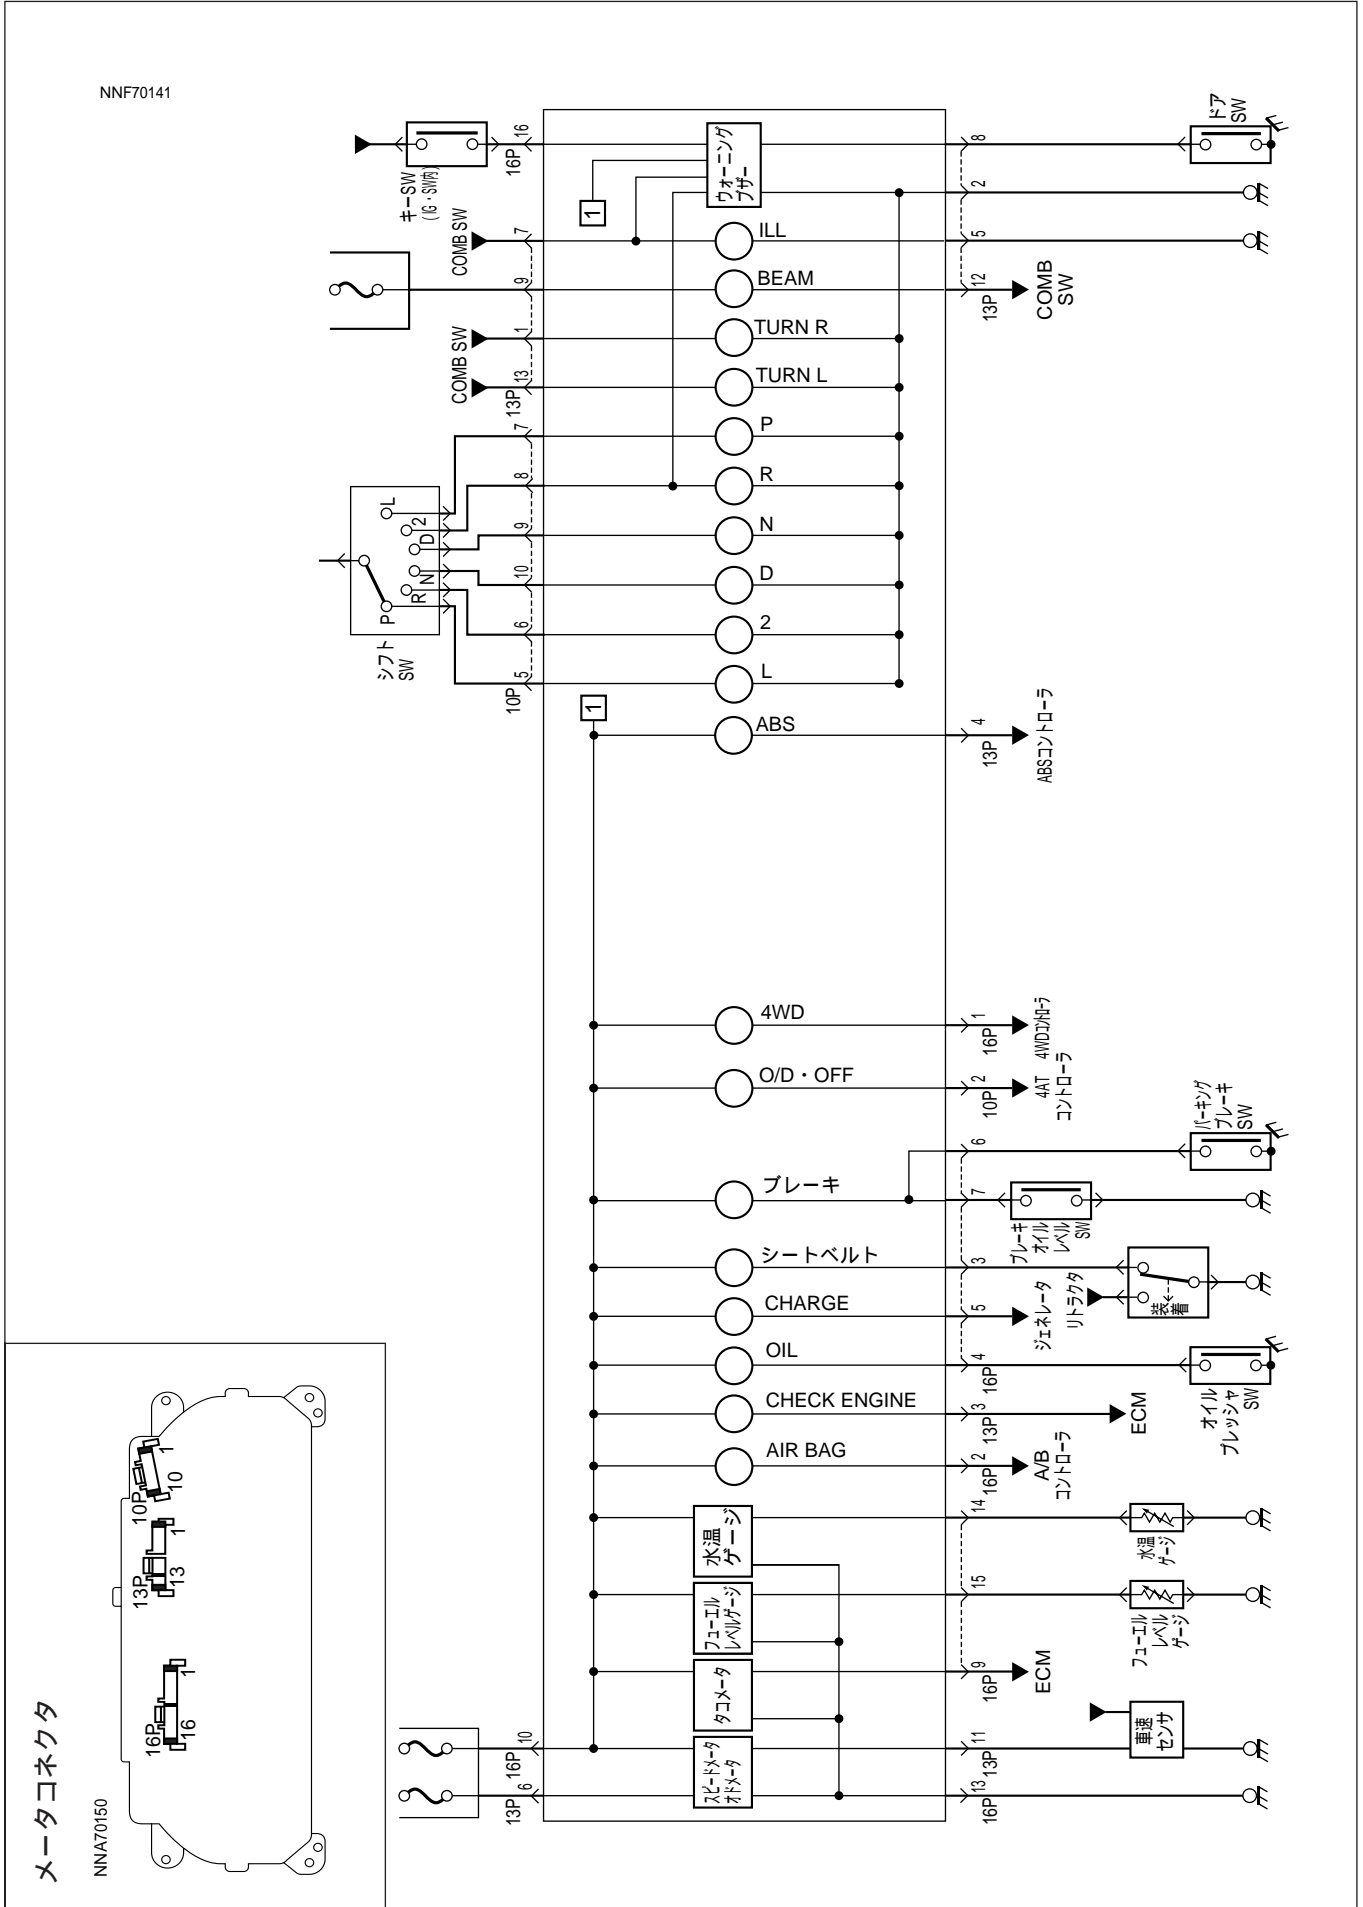 NNF70141
キーSW
(IG・SW内)
16P 16
ウォーニング
ブザー
8
ドア
SW
1
2
COMB SW
7
ILL
5
9
BEAM
12
13P
COMB
SW
COMB SW
1
TURN R
13
13P
TURN L
シフト
SW
P
R
N
D
2
L
7
P
8
R
9
N
10
D
6
2
10P 5
L
1
ABS
13P 4
ABSコントローラ
4WD
16P 1
4WDコントローラ
O/D・OFF
10P 2
4AT
コントローラ
6
パーキング
ブレーキ
SW
ブレーキ
7
ブレーキ
オイル
レベル
SW
シートベルト
3
リトラクタ
装着
CHARGE
5
ジェネレータ
OIL
16P 4
オイル
プレッシャ
SW
CHECK ENGINE
13P 3
ECM
AIR BAG
16P 2
A/B
コントローラ
水温
ゲージ
14
水温
ゲージ
フューエル
レベルゲージ
15
フューエル
レベル
ゲージ
タコメータ
16P 9
ECM
16P 10
スピードメータ
オドメータ
13P 11
車速
センサ
13P 6
16P 13
メータコネクタ
NNA70150
10P
1
10
13P
1
13
16P
1
16